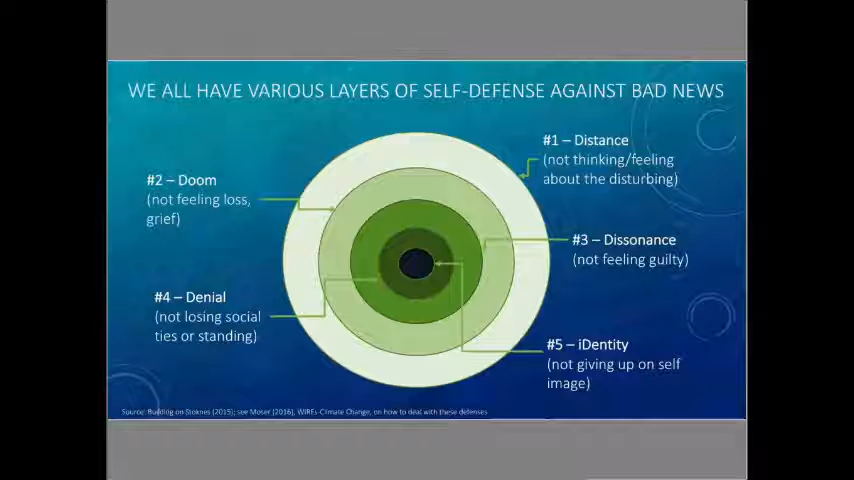 WE ALL HAVE VARIOUS LAYERS OF SELF-DEFENSE AGAINST BAD NEWS
#1 – Distance
(not thinking/feeling
about the disturbing)
#2 – Doom
(not feeling loss,
grief)
#3 – Dissonance
(not feeling guilty)
#4 – Denial
(not losing social
ties or standing)
#5 – iDentity
(not giving up on self
image)
Source: Building on Stoknes (2015); see Moser (2016), WIREs-Climate Change, on how to deal with these defenses